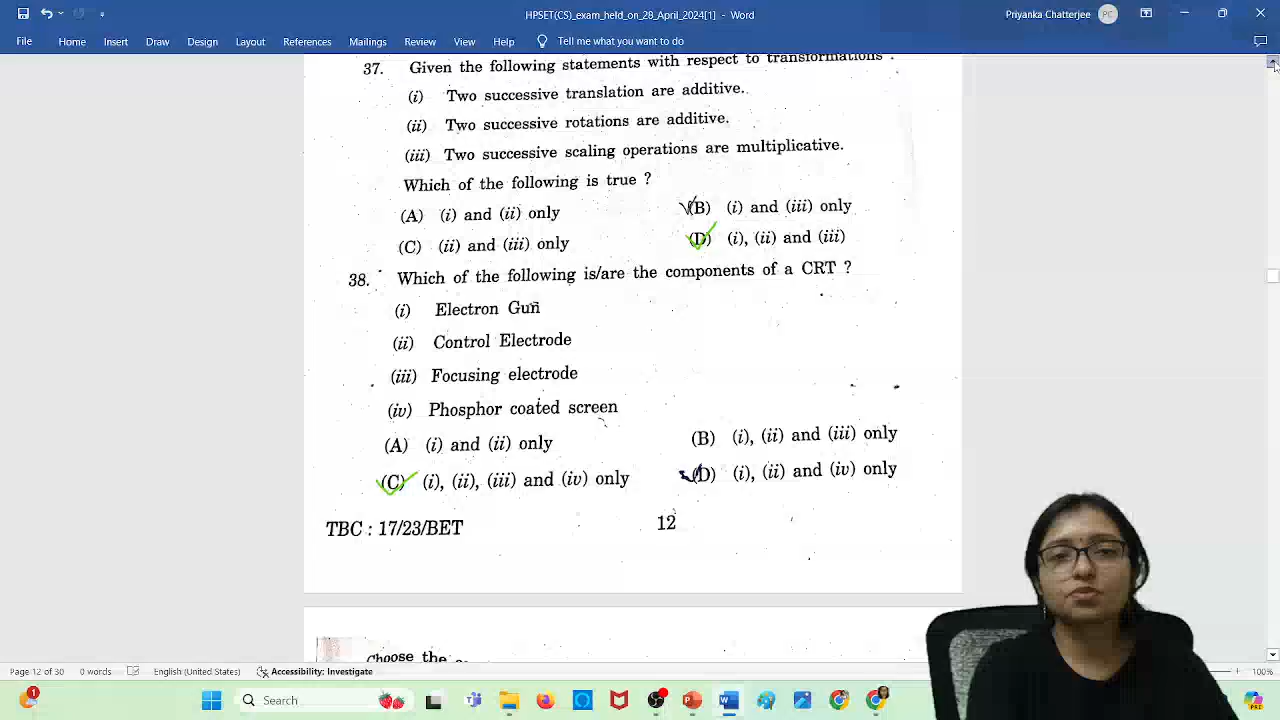 HPSET(CS)_exam_held_on_28_April_2024[1] - Word
Priyanka Chatterjee
File Home Insert Draw Design Layout References Mailings Review View Help Tell me what you want to do
37. Given the following statements with respect to transformations :
(i) Two successive translation are additive.
(ii) Two successive rotations are additive.
(iii) Two successive scaling operations are multiplicative.
Which of the following is true ?
(A) (i) and (ii) only
(B) (i) and (iii) only
(C) (ii) and (iii) only
(D) (i), (ii) and (iii)
38. Which of the following is/are the components of a CRT ?
(i) Electron Gun
(ii) Control Electrode
(iii) Focusing electrode
(iv) Phosphor coated screen
(A) (i) and (ii) only
(B) (i), (ii) and (iii) only
(C) (i), (ii), (iii) and (iv) only
(D) (i), (ii) and (iv) only
TBC : 17/23/BET 12
Choose the
Page 12 of 30 0 words English (United States) Accessibility: Investigate 100%
1 Search